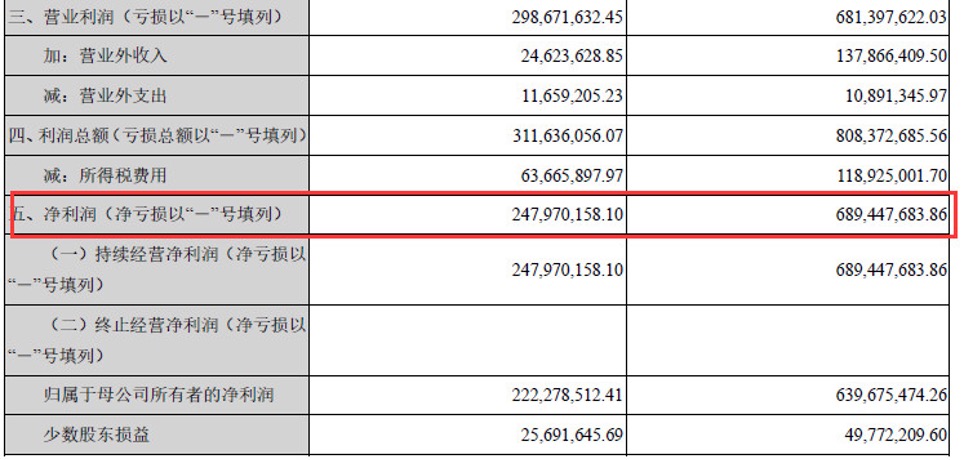 三、营业利润（亏损以“－”号填列） 298,671,632.45 681,397,622.03
加：营业外收入 24,623,628.85 137,866,409.50
减：营业外支出 11,659,205.23 10,891,345.97
四、利润总额（亏损总额以“－”号填列） 311,636,056.07 808,372,685.56
减：所得税费用 63,665,897.97 118,925,001.70
五、净利润（净亏损以“－”号填列） 247,970,158.10 689,447,683.86
（一）持续经营净利润（净亏损以
“－”号填列） 247,970,158.10 689,447,683.86
（二）终止经营净利润（净亏损以
“－”号填列）
归属于母公司所有者的净利润 222,278,512.41 639,675,474.26
少数股东损益 25,691,645.69 49,772,209.60